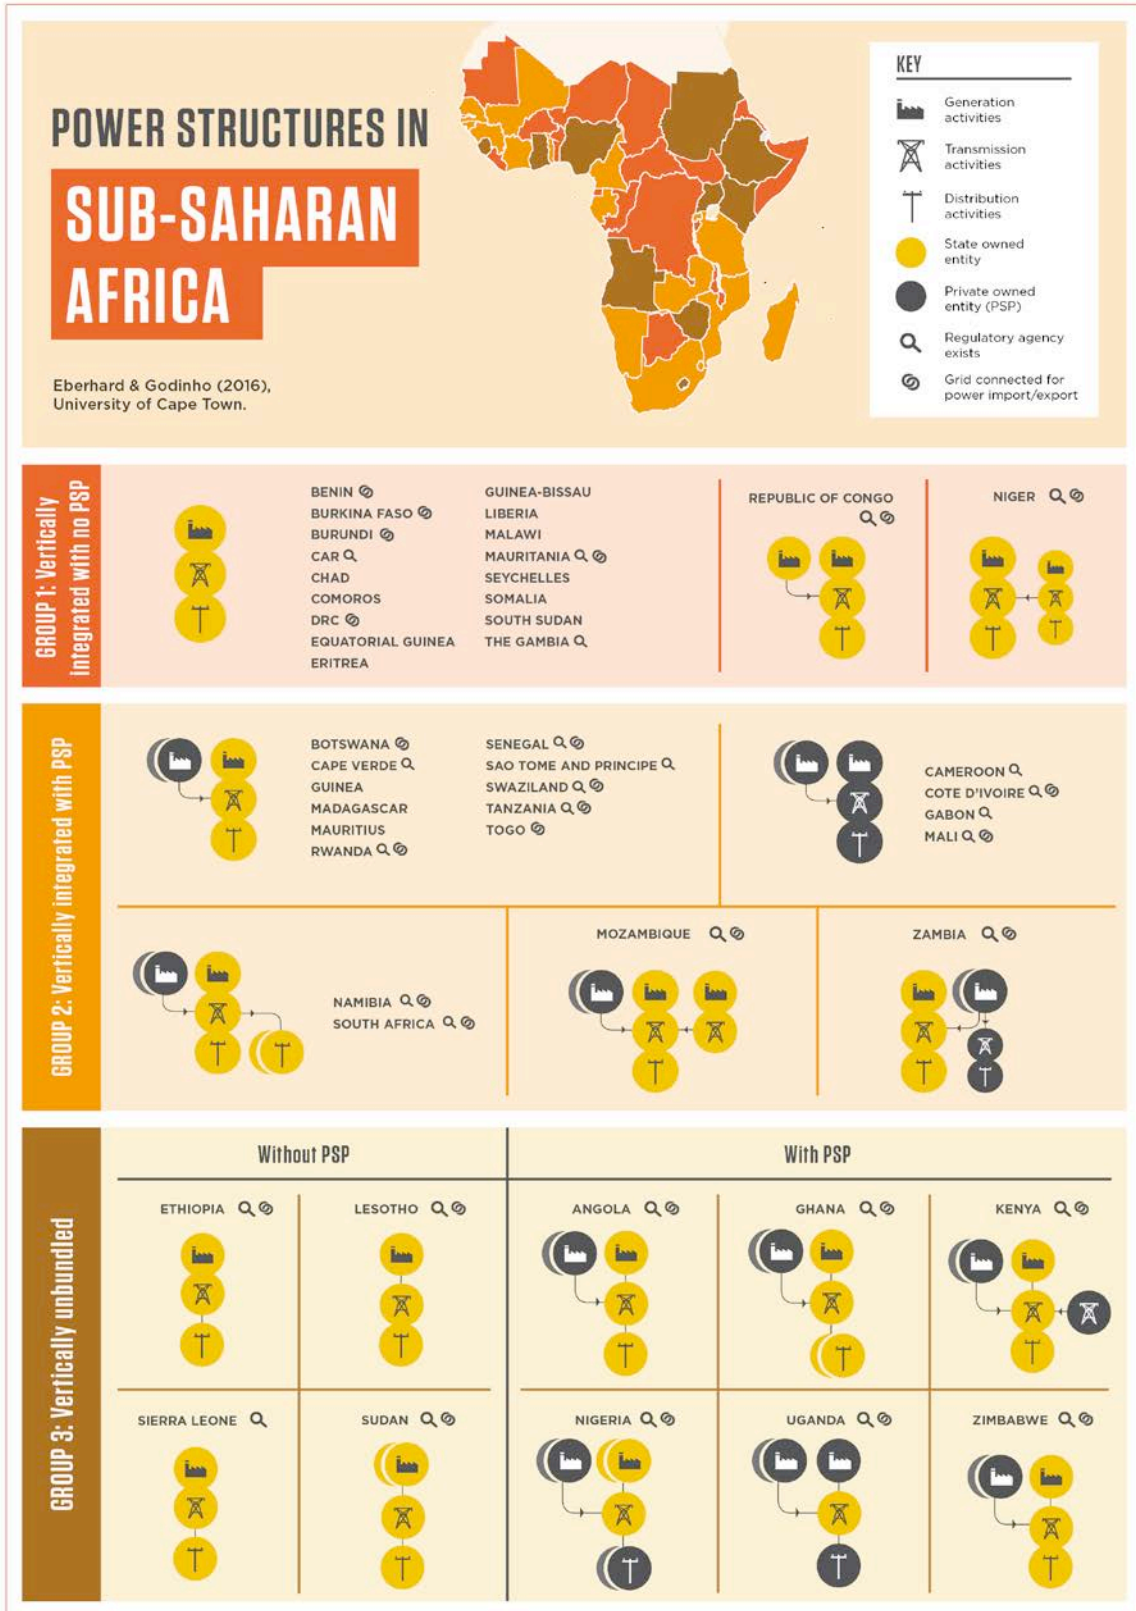 POWER STRUCTURES IN
SUB-SAHARAN
AFRICA
Eberhard & Godinho (2016),
University of Cape Town.
KEY
Generation
activities
Transmission
activities
Distribution
activities
State owned
entity
Private owned
entity (PSP)
Regulatory agency
exists
Grid connected for
power import/export
GROUP 1: Vertically
integrated with no PSP
BENIN
BURKINA FASO
BURUNDI
CAR
CHAD
COMOROS
DRC
EQUATORIAL GUINEA
ERITREA
GUINEA-BISSAU
LIBERIA
MALAWI
MAURITANIA
SEYCHELLES
SOMALIA
SOUTH SUDAN
THE GAMBIA
REPUBLIC OF CONGO
NIGER
GROUP 2: Vertically integrated with PSP
BOTSWANA
CAPE VERDE
GUINEA
MADAGASCAR
MAURITIUS
RWANDA
SENEGAL
SAO TOME AND PRINCIPE
SWAZILAND
TANZANIA
TOGO
CAMEROON
COTE D'IVOIRE
GABON
MALI
NAMIBIA
SOUTH AFRICA
MOZAMBIQUE
ZAMBIA
GROUP 3: Vertically unbundled
Without PSP
With PSP
ETHIOPIA
LESOTHO
ANGOLA
GHANA
KENYA
SIERRA LEONE
SUDAN
NIGERIA
UGANDA
ZIMBABWE